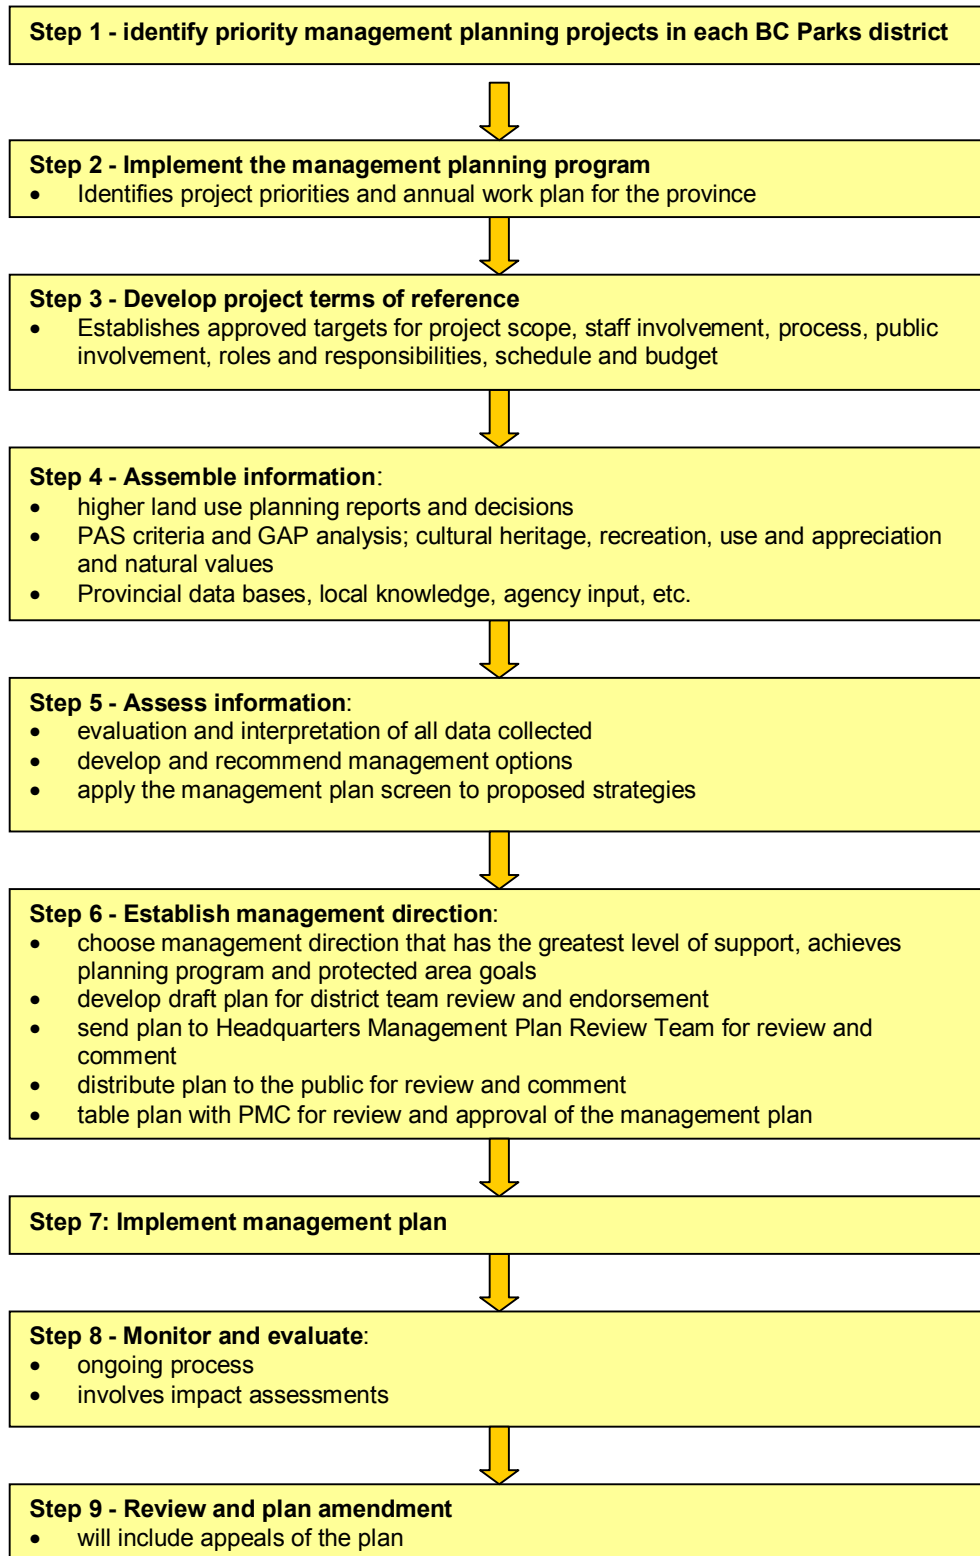 Step 1 - identify priority management planning projects in each BC Parks district
Step 2 - Implement the management planning program
• Identifies project priorities and annual work plan for the province
Step 3 - Develop project terms of reference
• Establishes approved targets for project scope, staff involvement, process, public
involvement, roles and responsibilities, schedule and budget
Step 4 - Assemble information:
• higher land use planning reports and decisions
• PAS criteria and GAP analysis; cultural heritage, recreation, use and appreciation
and natural values
• Provincial data bases, local knowledge, agency input, etc.
Step 5 - Assess information:
• evaluation and interpretation of all data collected
• develop and recommend management options
• apply the management plan screen to proposed strategies
Step 6 - Establish management direction:
• choose management direction that has the greatest level of support, achieves
planning program and protected area goals
• develop draft plan for district team review and endorsement
• send plan to Headquarters Management Plan Review Team for review and
comment
• distribute plan to the public for review and comment
• table plan with PMC for review and approval of the management plan
Step 7: Implement management plan
Step 8 - Monitor and evaluate:
• ongoing process
• involves impact assessments
Step 9 - Review and plan amendment
• will include appeals of the plan